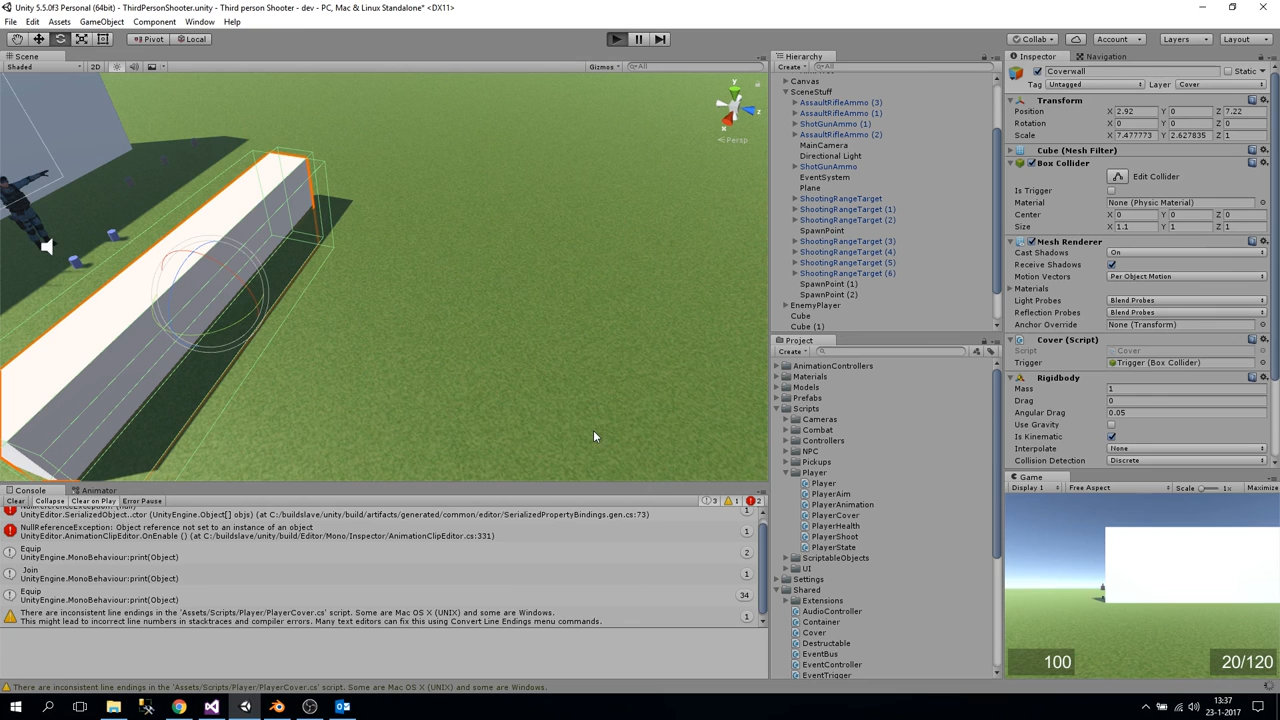 Unity 5.5.0f3 Personal (64bit) - ThirdPersonShooter.unity - Third person Shooter - dev - PC, Mac & Linux Standalone* <DX11>
File Edit Assets GameObject Component Window Help
Pivot Local Collab Account Layers Layout
Scene
Shaded 2D Gizmos All
y
z
x
Persp
Hierarchy
Create All
Canvas
SceneStuff
AssaultRifleAmmo (3)
AssaultRifleAmmo (1)
ShotGunAmmo (1)
AssaultRifleAmmo (2)
MainCamera
Directional Light
ShotGunAmmo
EventSystem
Plane
ShootingRangeTarget
ShootingRangeTarget (1)
ShootingRangeTarget (2)
SpawnPoint
ShootingRangeTarget (3)
ShootingRangeTarget (4)
ShootingRangeTarget (5)
ShootingRangeTarget (6)
SpawnPoint (1)
SpawnPoint (2)
EnemyPlayer
Cube
Cube (1)
Project
Create
AnimationControllers
Materials
Models
Prefabs
Scripts
Cameras
Combat
Controllers
NPC
Pickups
Player
Player
PlayerAim
PlayerAnimation
PlayerCover
PlayerHealth
PlayerShoot
PlayerState
ScriptableObjects
UI
Settings
Shared
Extensions
AudioController
Container
Cover
Destructable
EventBus
EventController
EventTrigger
Inspector Navigation
Coverwall Static
Tag Untagged Layer Cover
Transform
Position X 2.92 Y 0 Z 7.22
Rotation X 0 Y 0 Z 0
Scale X 7.477773 Y 2.627835 Z 1
Cube (Mesh Filter)
Box Collider
Edit Collider
Is Trigger
Material None (Physic Material)
Center X 0 Y 0 Z 0
Size X 1.1 Y 1 Z 1
Mesh Renderer
Cast Shadows On
Receive Shadows
Motion Vectors Per Object Motion
Materials
Light Probes Blend Probes
Reflection Probes Blend Probes
Anchor Override None (Transform)
Cover (Script)
Script Cover
Trigger Trigger (Box Collider)
Rigidbody
Mass 1
Drag 0
Angular Drag 0.05
Use Gravity
Is Kinematic
Interpolate None
Collision Detection Discrete
Game
Display 1 Free Aspect Scale 1x Maximize
100 20/120
Console Animator
Clear Collapse Clear on Play Error Pause 3 1
UnityEditor.SerializedObject..ctor (UnityEngine.Object[] objs) (at C:/buildslave/unity/build/artifacts/generated/common/editor/SerializedPropertyBindings.gen.cs:73) 1
NullReferenceException: Object reference not set to an instance of an object
UnityEditor.AnimationClipEditor.OnEnable () (at C:/buildslave/unity/build/Editor/Mono/Inspector/AnimationClipEditor.cs:331) 1
Equip
UnityEngine.MonoBehaviour:print(Object) 2
Join
UnityEngine.MonoBehaviour:print(Object) 1
Equip
UnityEngine.MonoBehaviour:print(Object) 34
There are inconsistent line endings in the 'Assets/Scripts/Player/PlayerCover.cs' script. Some are Mac OS X (UNIX) and some are Windows.
This might lead to incorrect line numbers in stacktraces and compiler errors. Many text editors can fix this using Convert Line Endings menu commands. 1
There are inconsistent line endings in the 'Assets/Scripts/Player/PlayerCover.cs' script. Some are Mac OS X (UNIX) and some are Windows.
13:37
23-1-2017